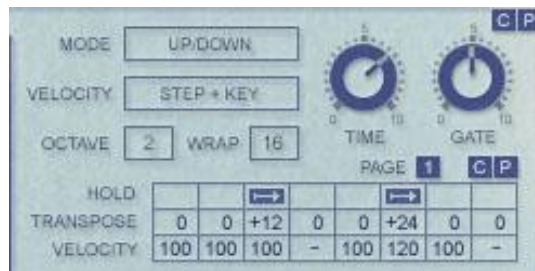 C P
MODE UP/DOWN
VELOCITY STEP + KEY
OCTAVE 2 WRAP 16
5 5
0 10 0 10
TIME GATE
PAGE 1 C P
HOLD
TRANSPOSE 0 0 +12 0 0 +24 0 0
VELOCITY 100 100 100 - 100 120 100 -